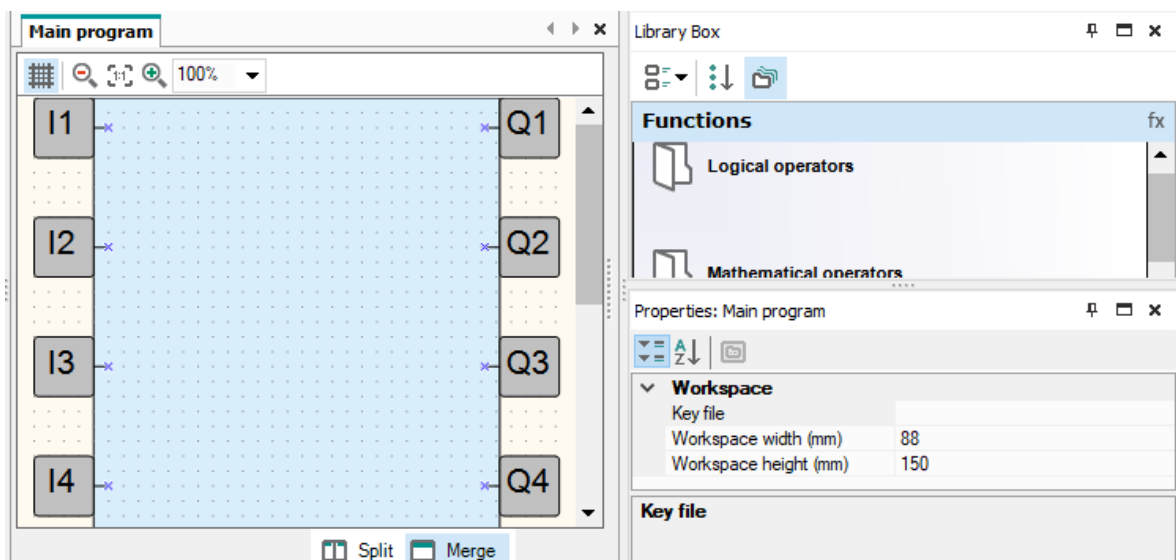 Main program
100%
I1
Q1
I2
Q2
I3
Q3
I4
Q4
Split
Merge
Library Box
Functions
fx
Logical operators
Mathematical operators
Properties: Main program
Workspace
Key file
Workspace width (mm) 88
Workspace height (mm) 150
Key file